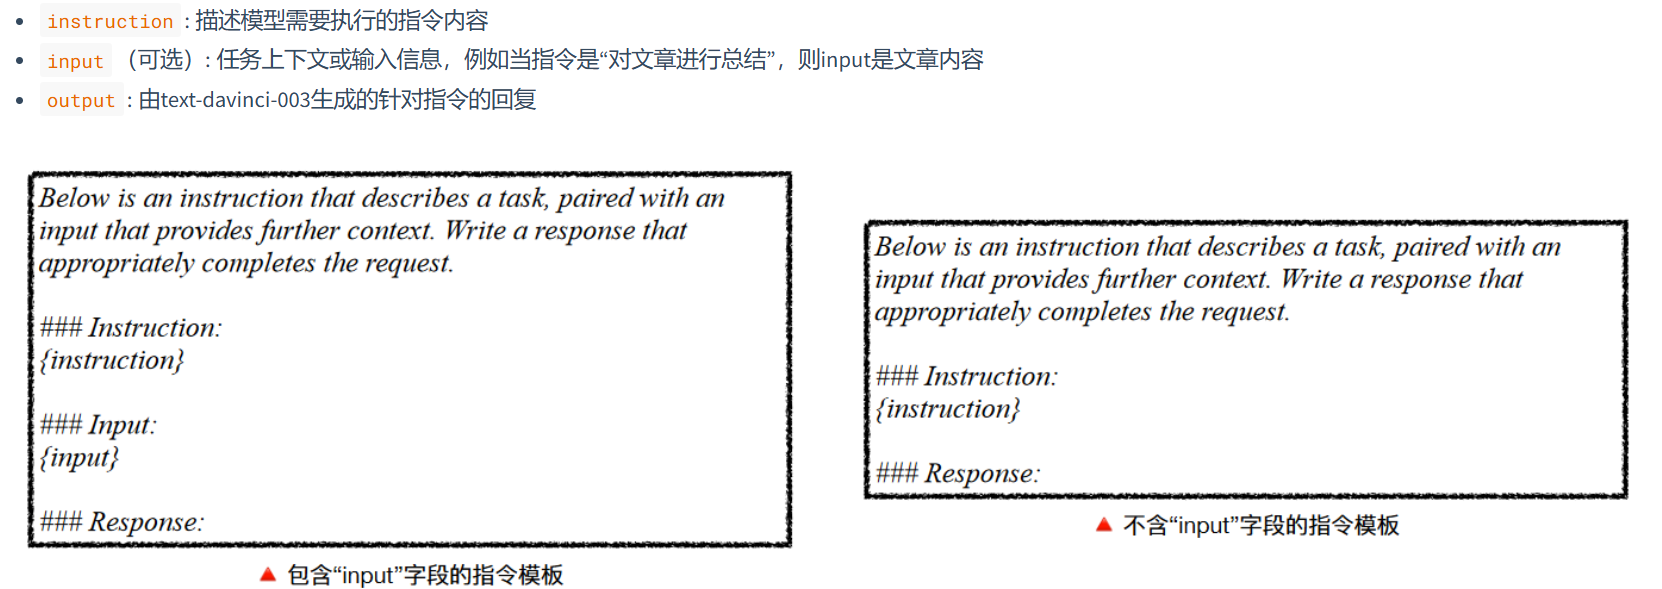 instruction : 描述模型需要执行的指令内容
input （可选）: 任务上下文或输入信息，例如当指令是“对文章进行总结”，则input是文章内容
output : 由text-davinci-003生成的针对指令的回复
Below is an instruction that describes a task, paired with an
input that provides further context. Write a response that
appropriately completes the request.
### Instruction:
{instruction}
### Input:
{input}
### Response:
包含“input”字段的指令模板
Below is an instruction that describes a task, paired with an
input that provides further context. Write a response that
appropriately completes the request.
### Instruction:
{instruction}
### Response:
不含“input”字段的指令模板